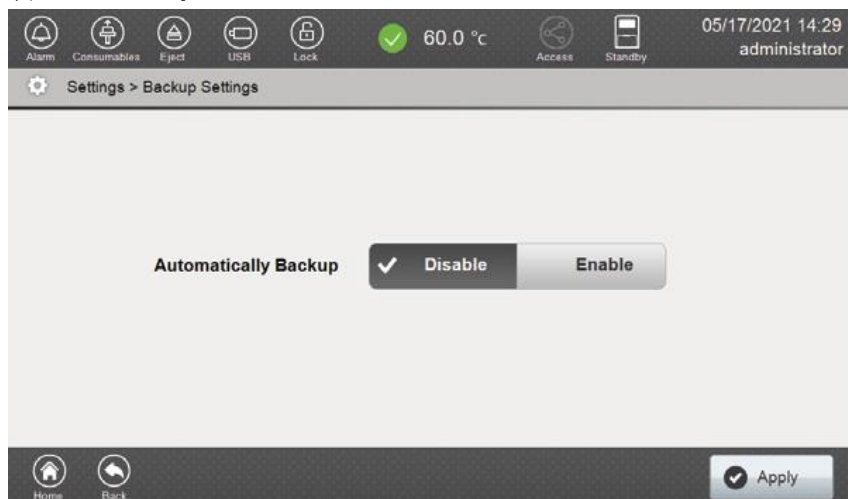 05/17/2021 14:29
60.0 °c
administrator
Alarm Consumables Eject USB Lock Access Standby
Settings > Backup Settings
Automatically Backup Disable Enable
Apply
Home Back